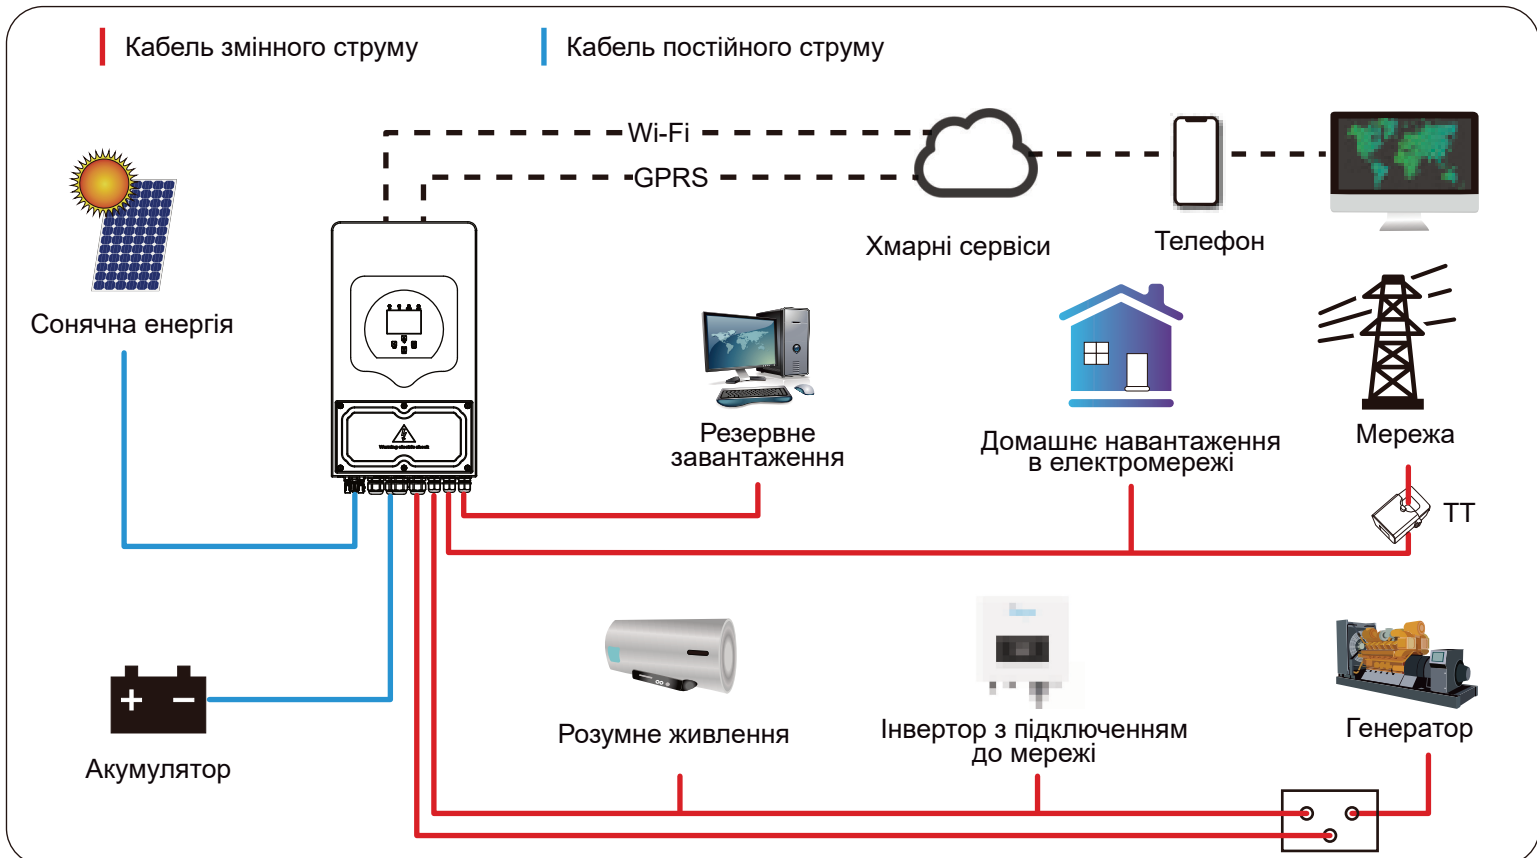 Кабель змінного струму
Кабель постійного струму
Wi-Fi
GPRS
Хмарні сервіси
Телефон
Сонячна енергія
Резервне
завантаження
Домашнє навантаження
в електромережі
Мережа
ТТ
Розумне живлення
Інвертор з підключенням
до мережі
Генератор
Акумулятор